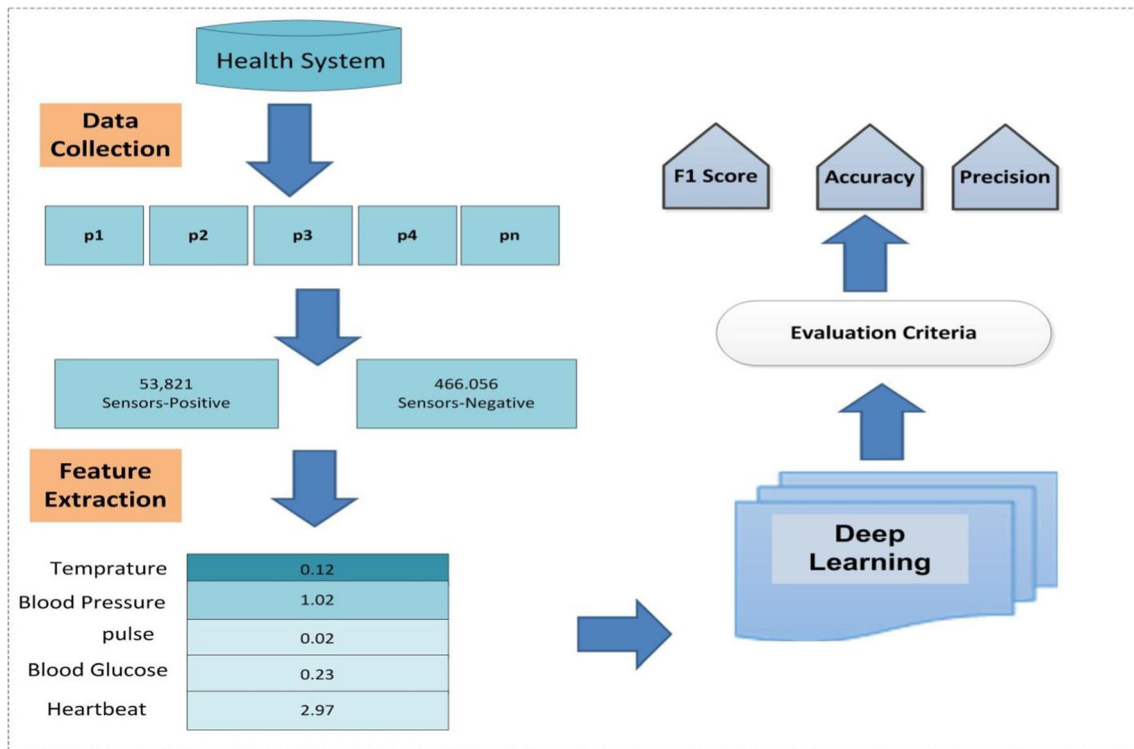 Health System
Data
Collection
p1
p2
p3
p4
pn
53,821
Sensors-Positive
466.056
Sensors-Negative
Feature
Extraction
Temprature
0.12
Blood Pressure
1.02
pulse
0.02
Blood Glucose
0.23
Heartbeat
2.97
F1 Score
Accuracy
Precision
Evaluation Criteria
Deep
Learning